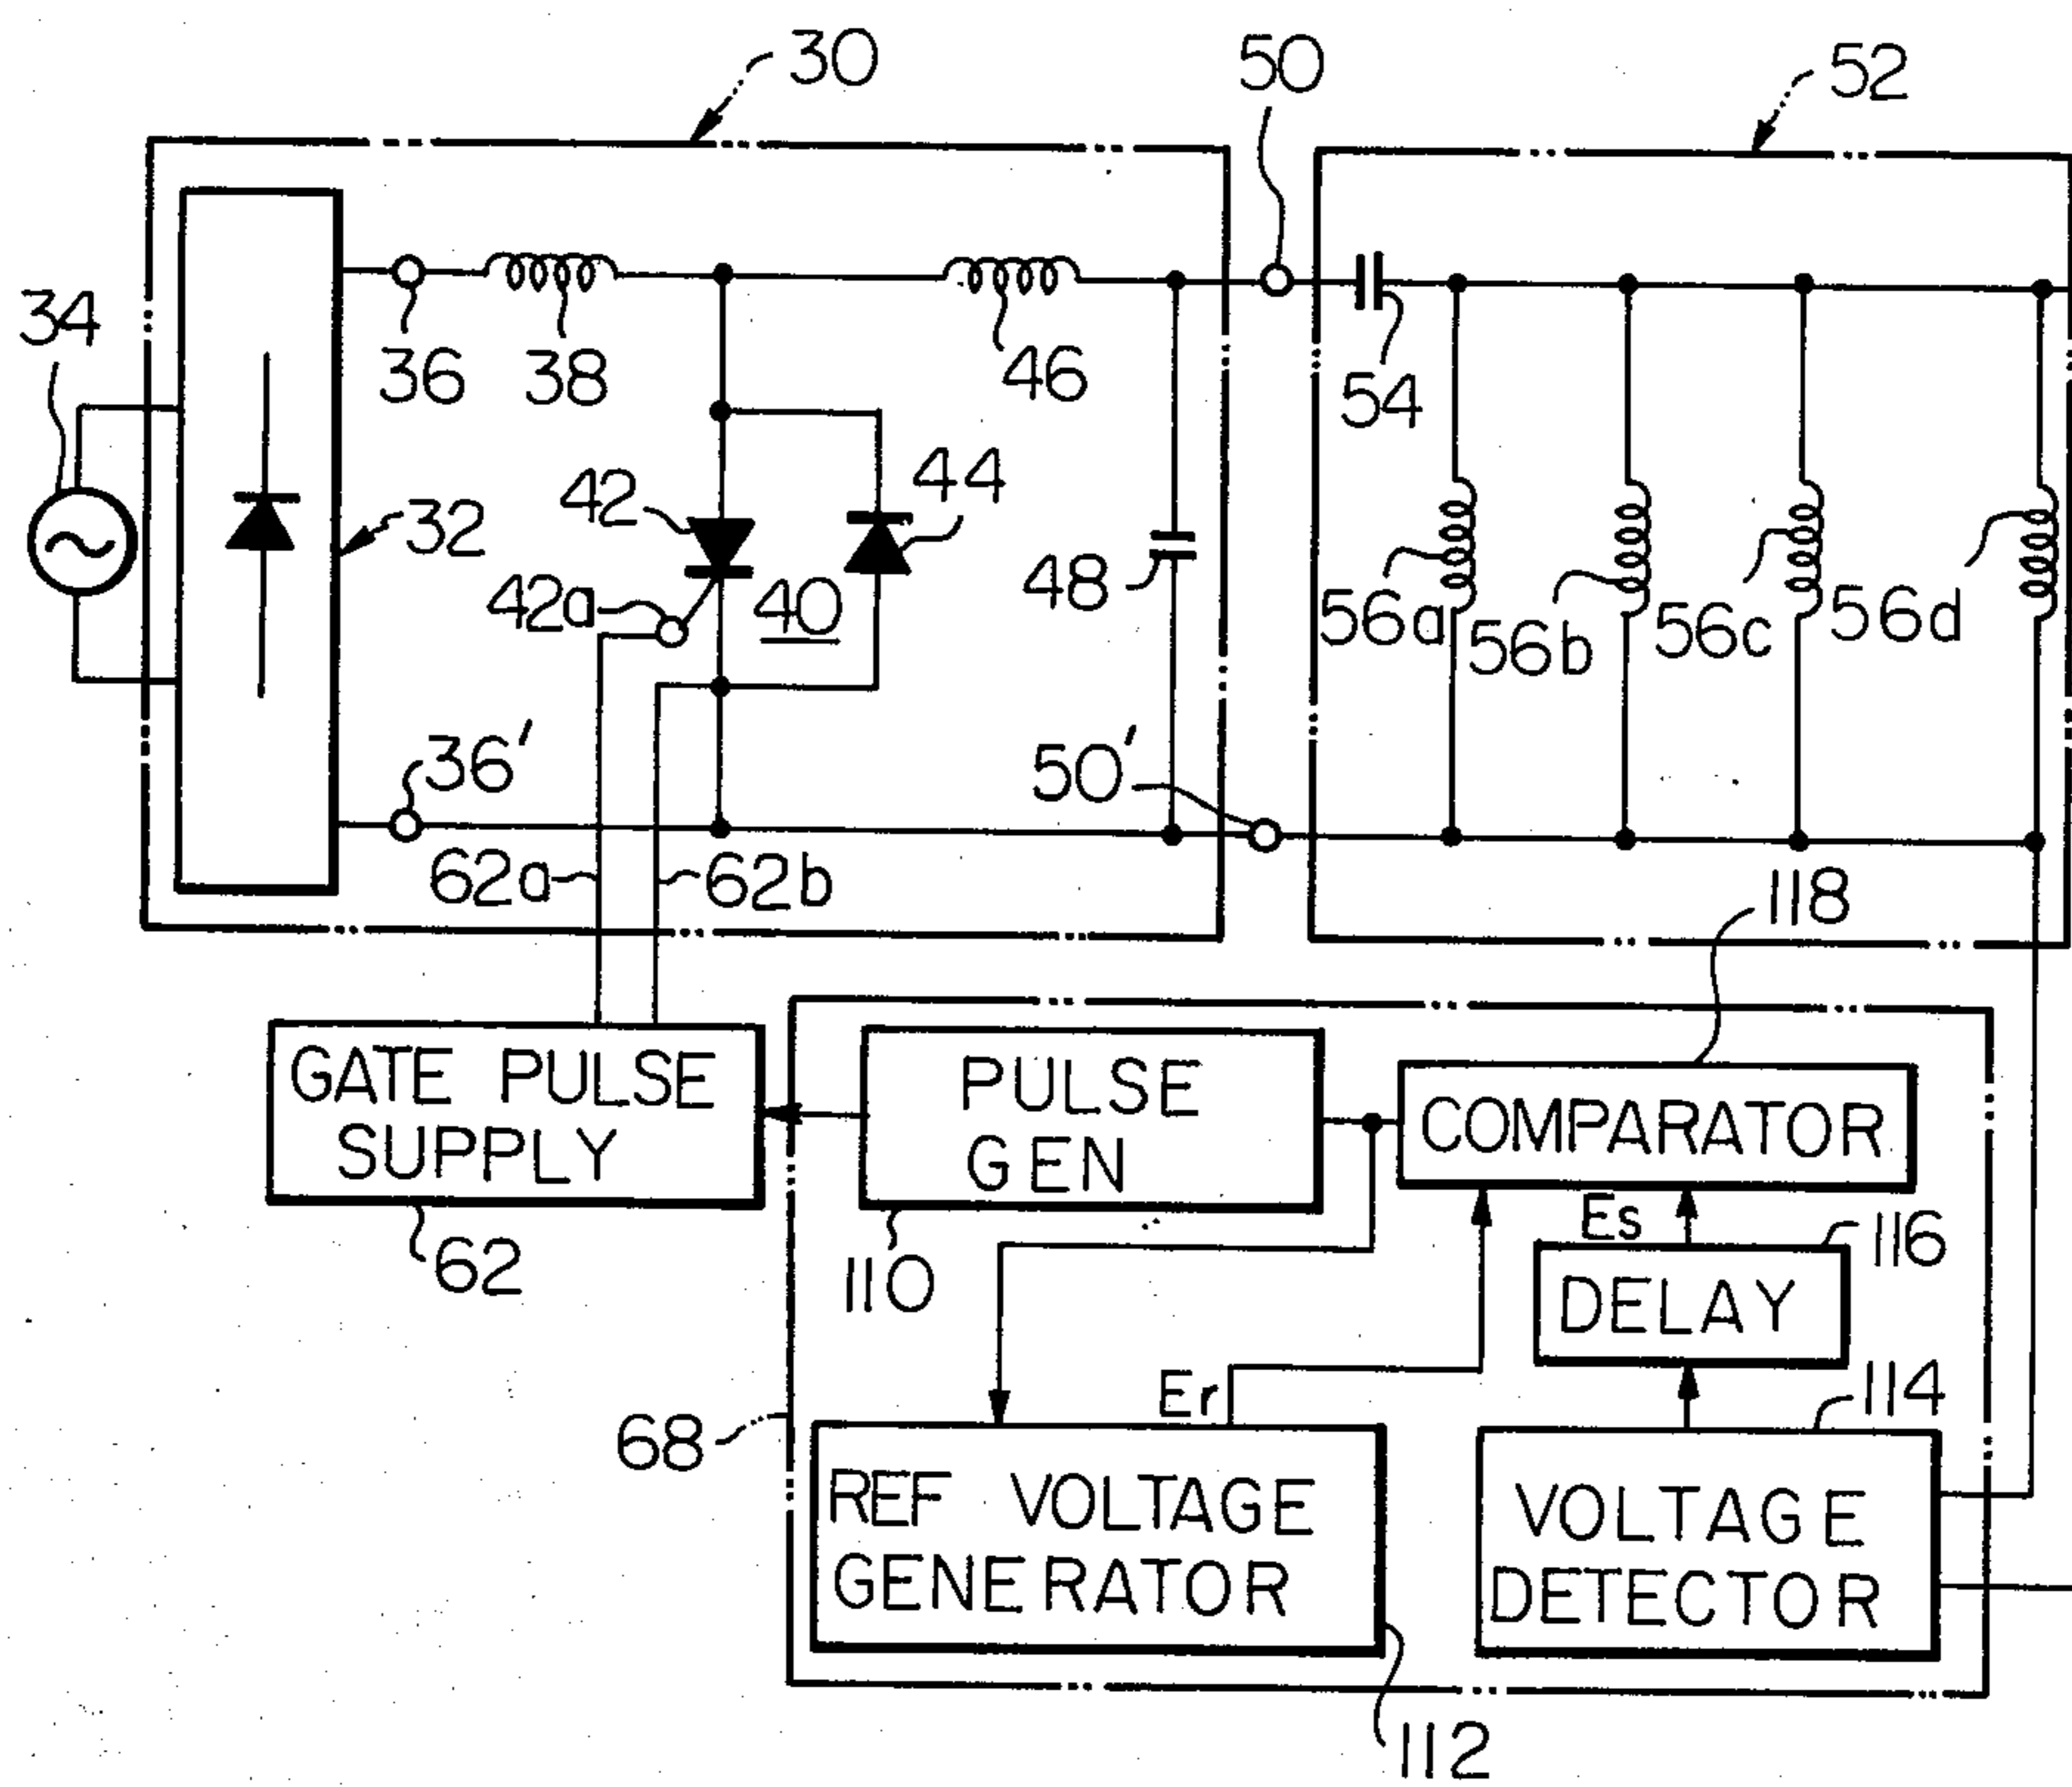 30
50
52
34
36
38
46
54
42
44
32
42a
40
48
56a
56b
56c
56d
36'
50'
62a
62b
118
GATE PULSE
SUPPLY
PULSE
GEN
COMPARATOR
Es
116
62
110
DELAY
Er
114
68
REF VOLTAGE
GENERATOR
VOLTAGE
DETECTOR
112